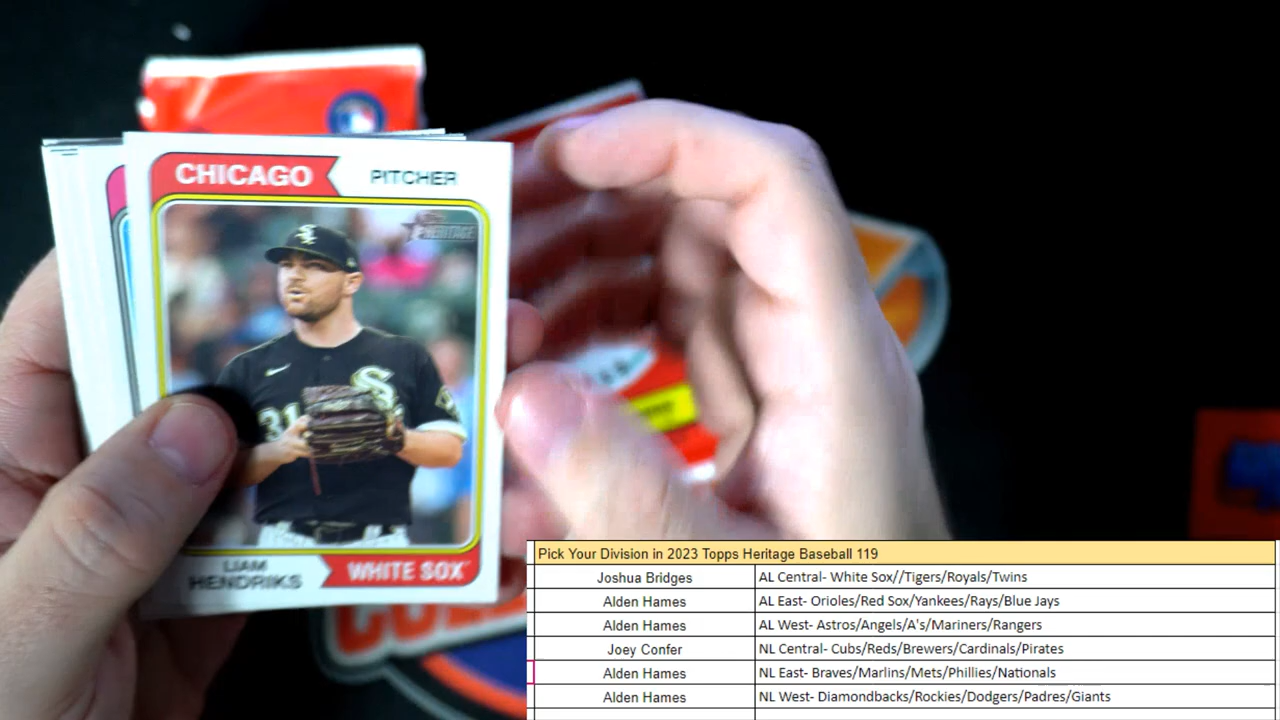 CHICAGO PITCHER
HERITAGE
31
S
LIAM
HENDRIKS
WHITE SOX
Pick Your Division in 2023 Topps Heritage Baseball 119
Joshua Bridges AL Central- White Sox//Tigers/Royals/Twins
Alden Hames AL East- Orioles/Red Sox/Yankees/Rays/Blue Jays
Alden Hames AL West- Astros/Angels/A's/Mariners/Rangers
Joey Confer NL Central- Cubs/Reds/Brewers/Cardinals/Pirates
Alden Hames NL East- Braves/Marlins/Mets/Phillies/Nationals
Alden Hames NL West- Diamondbacks/Rockies/Dodgers/Padres/Giants